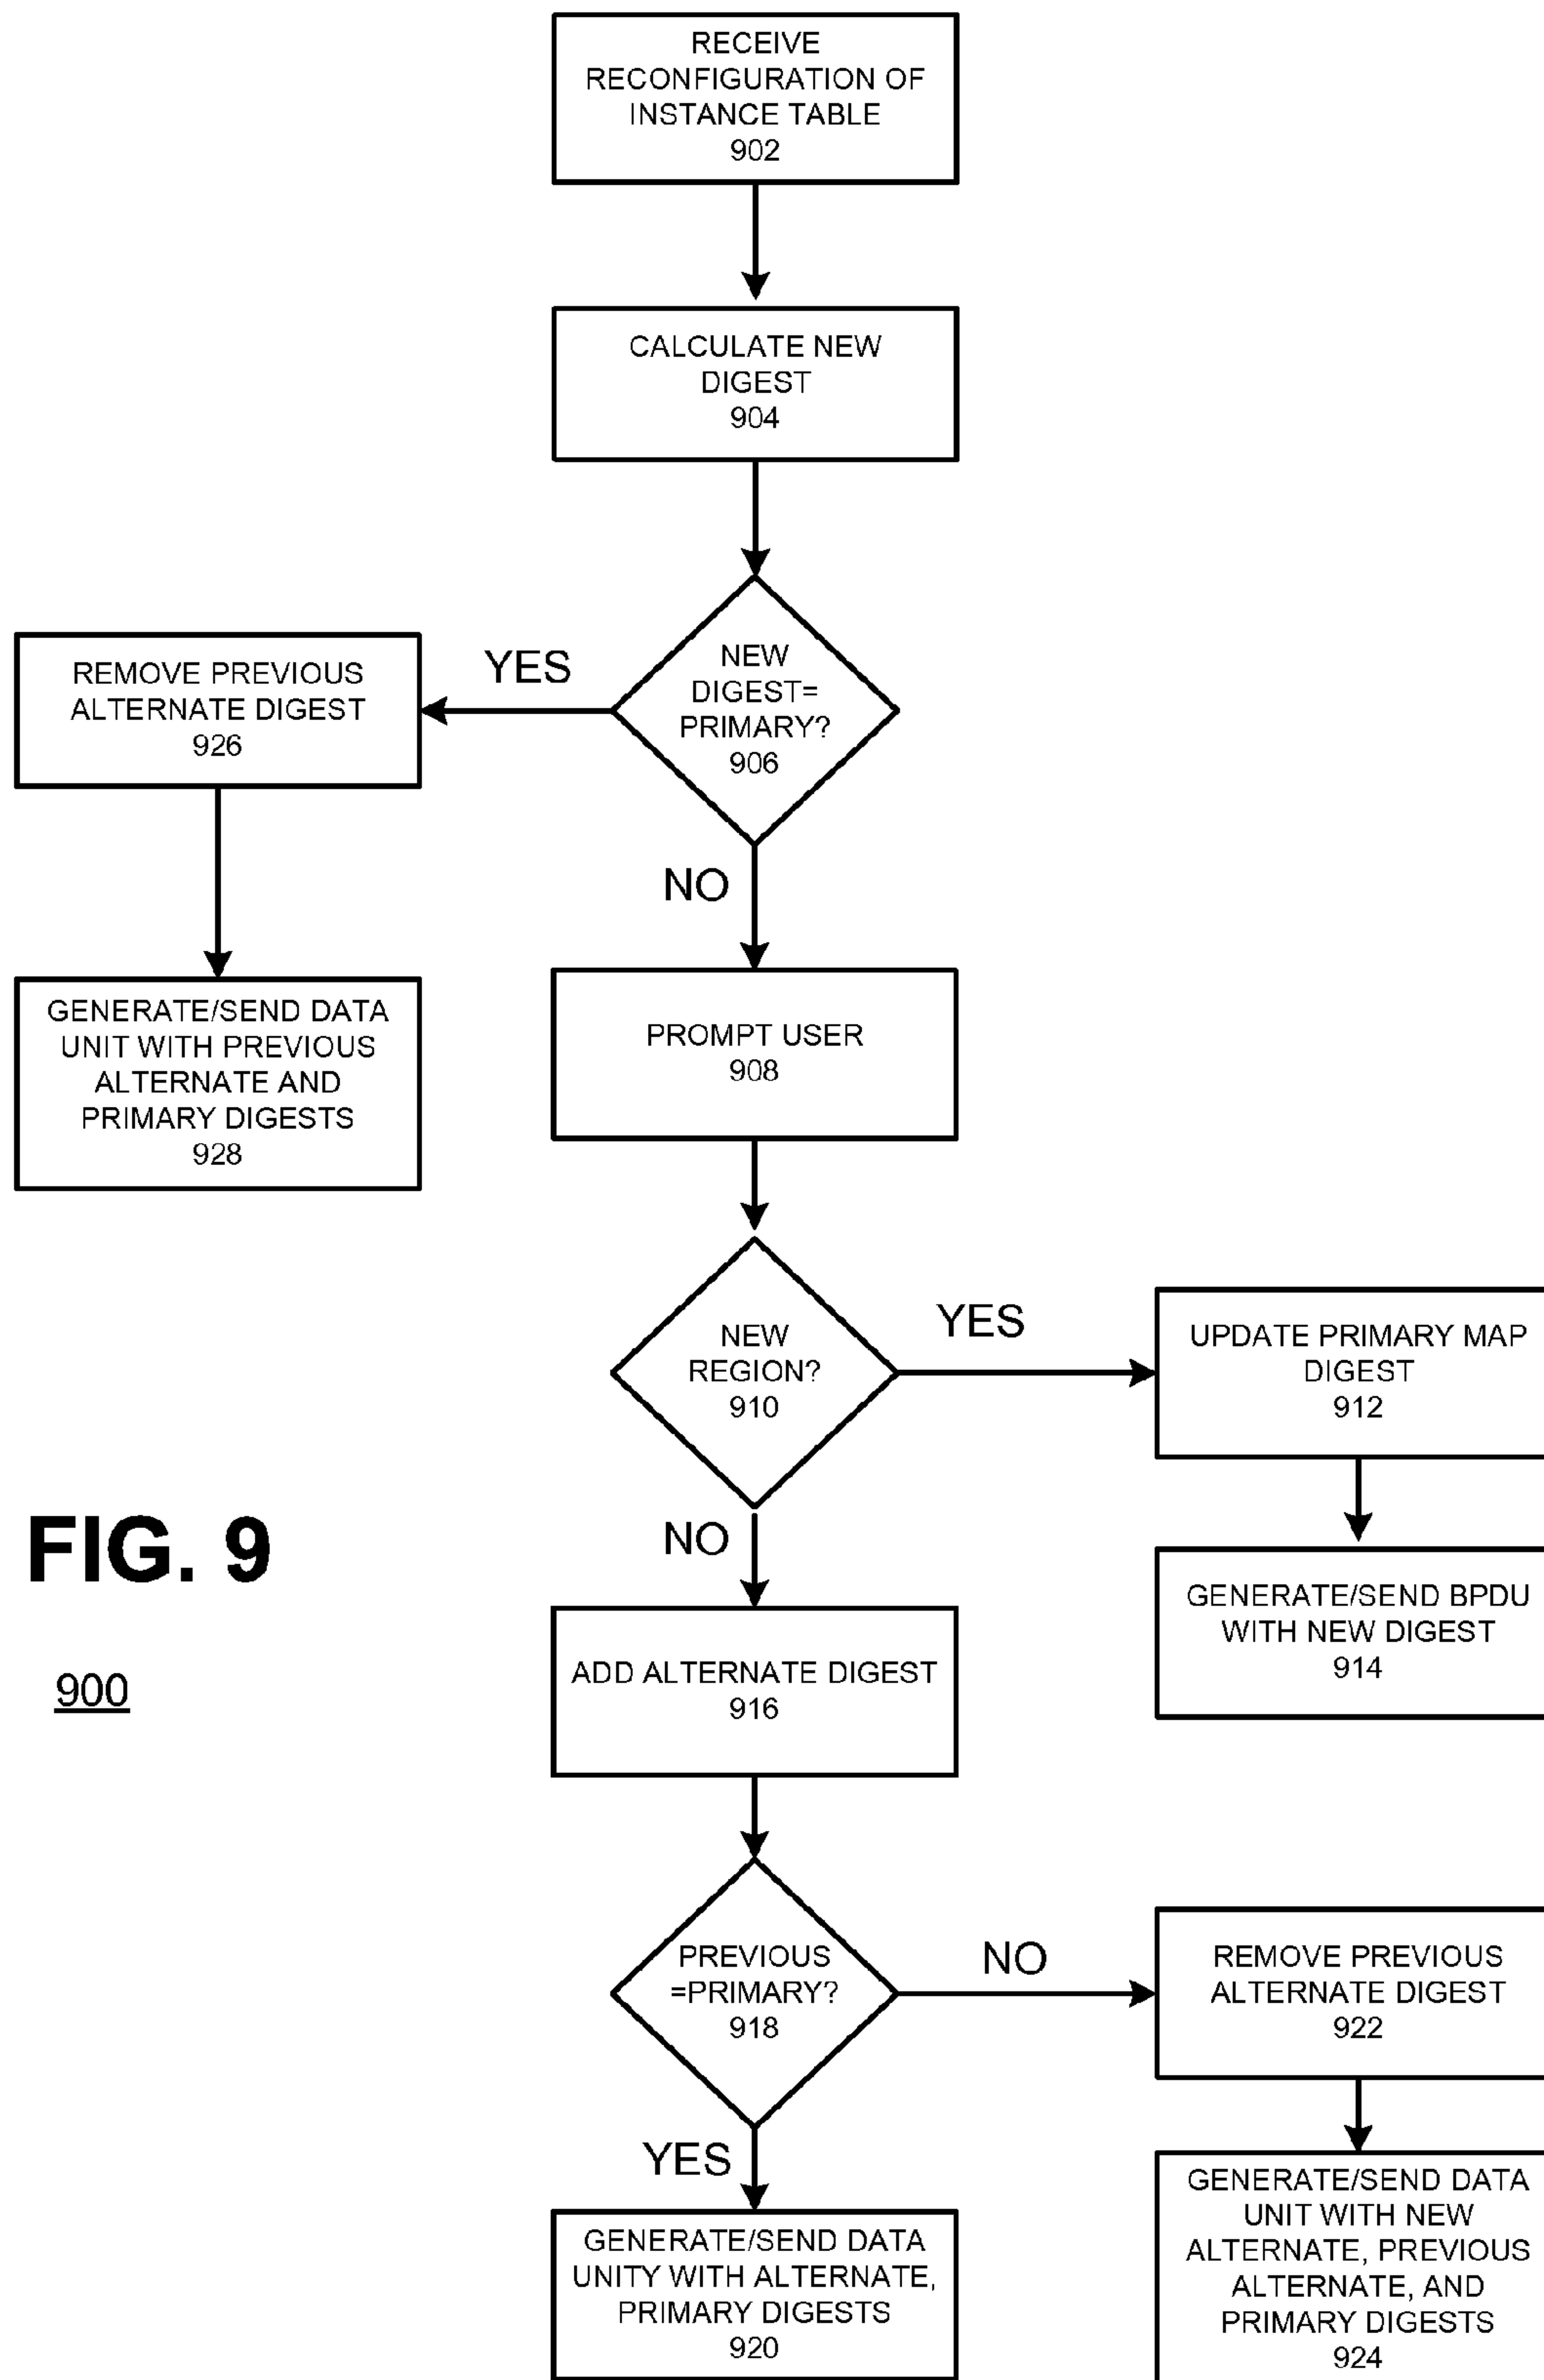 RECEIVE
RECONFIGURATION OF
INSTANCE TABLE
902
CALCULATE NEW
DIGEST
904
NEW
DIGEST=
PRIMARY?
906
YES
REMOVE PREVIOUS
ALTERNATE DIGEST
926
GENERATE/SEND DATA
UNIT WITH PREVIOUS
ALTERNATE AND
PRIMARY DIGESTS
928
NO
PROMPT USER
908
NEW
REGION?
910
YES
UPDATE PRIMARY MAP
DIGEST
912
GENERATE/SEND BPDU
WITH NEW DIGEST
914
NO
ADD ALTERNATE DIGEST
916
PREVIOUS
=PRIMARY?
918
NO
REMOVE PREVIOUS
ALTERNATE DIGEST
922
GENERATE/SEND DATA
UNIT WITH NEW
ALTERNATE, PREVIOUS
ALTERNATE, AND
PRIMARY DIGESTS
924
YES
GENERATE/SEND DATA
UNITY WITH ALTERNATE,
PRIMARY DIGESTS
920
FIG. 9
900